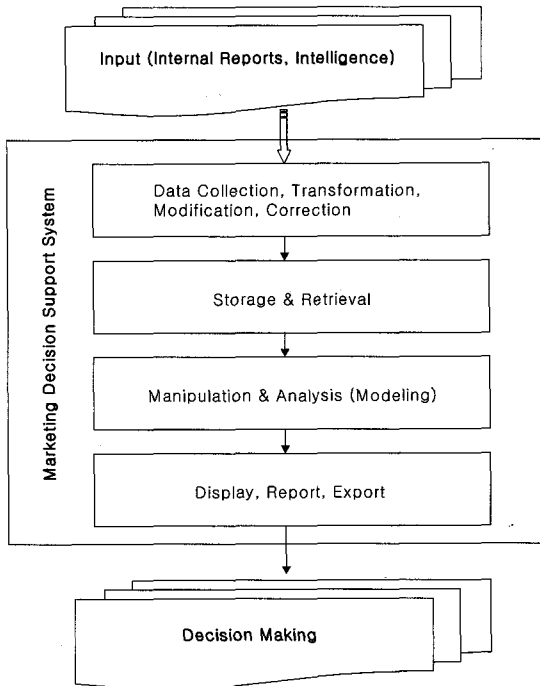 Input (Internal Reports, Intelligence)
Marketing Decision Support System
Data Collection, Transformation,
Modification, Correction
Storage & Retrieval
Manipulation & Analysis (Modeling)
Display, Report, Export
Decision Making